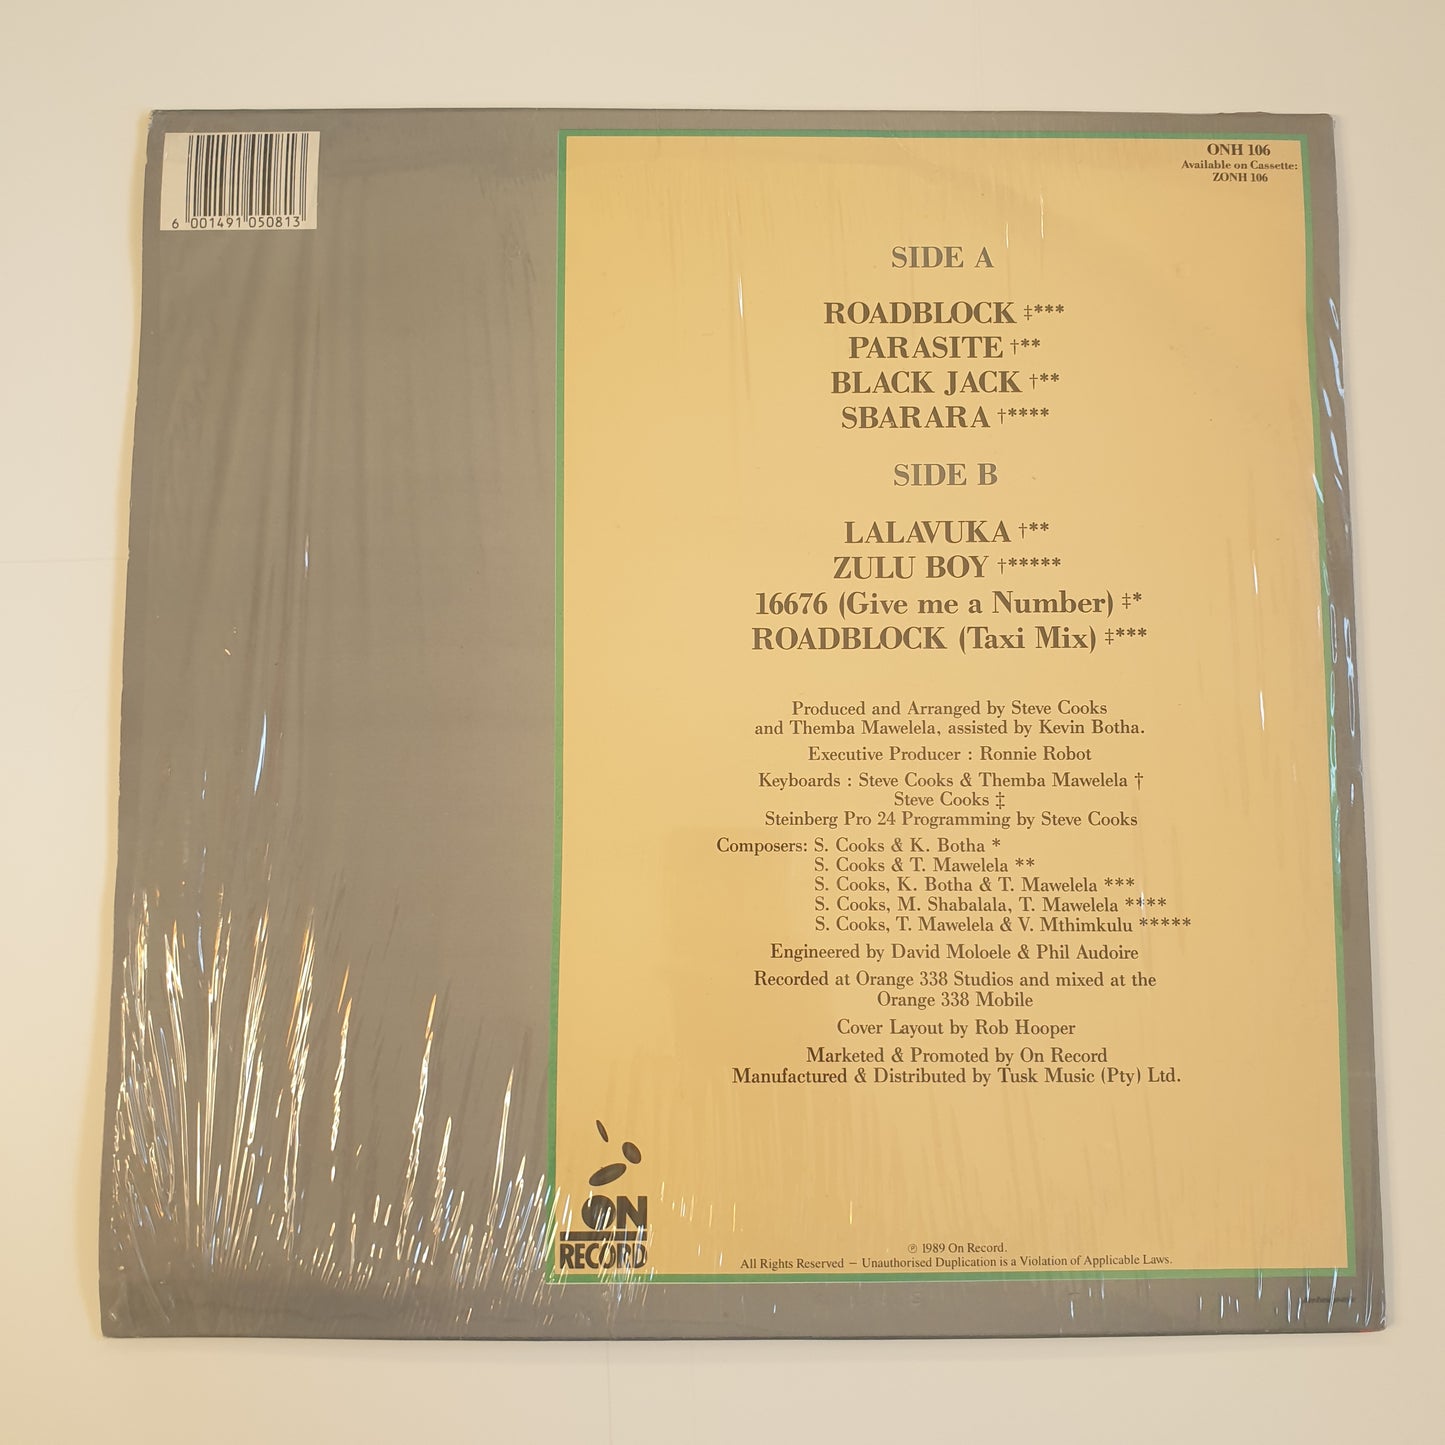 6 001491 050813
ONH 106
Available on Cassette:
ZONH 106
SIDE A
ROADBLOCK ‡***
PARASITE †**
BLACK JACK †**
SBARARA †****
SIDE B
LALAVUKA †**
ZULU BOY †*****
16676 (Give me a Number) ‡*
ROADBLOCK (Taxi Mix) ‡***
Produced and Arranged by Steve Cooks
and Themba Mawelela, assisted by Kevin Botha.
Executive Producer : Ronnie Robot
Keyboards : Steve Cooks & Themba Mawelela †
Steve Cooks ‡
Steinberg Pro 24 Programming by Steve Cooks
Composers: S. Cooks & K. Botha *
S. Cooks & T. Mawelela **
S. Cooks, K. Botha & T. Mawelela ***
S. Cooks, M. Shabalala, T. Mawelela ****
S. Cooks, T. Mawelela & V. Mthimkulu *****
Engineered by David Moloele & Phil Audoire
Recorded at Orange 338 Studios and mixed at the
Orange 338 Mobile
Cover Layout by Rob Hooper
Marketed & Promoted by On Record
Manufactured & Distributed by Tusk Music (Pty) Ltd.
ON
RECORD
℗ 1989 On Record.
All Rights Reserved — Unauthorised Duplication is a Violation of Applicable Laws.